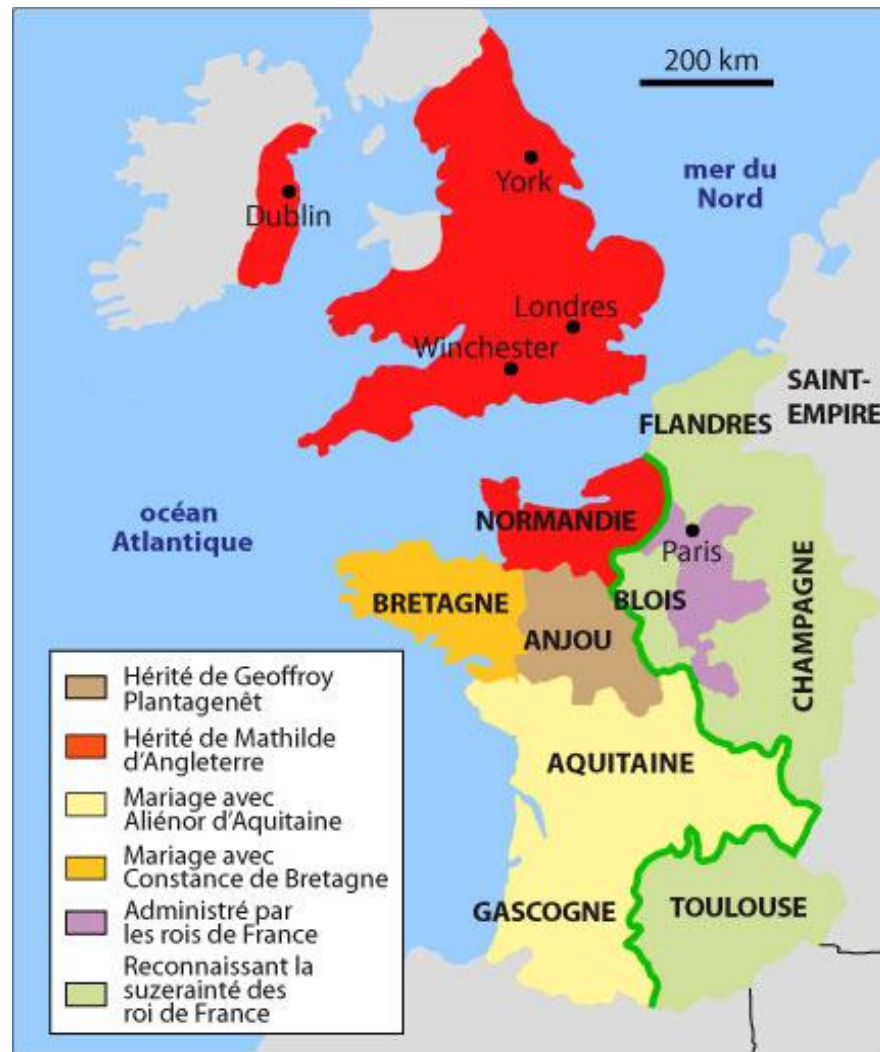 200 km
York
mer du
Nord
Dublin
Londres
Winchester
SAINT-
EMPIRE
FLANDRES
océan
Atlantique
NORMANDIE
Paris
BRETAGNE
BLOIS
ANJOU
CHAMPAGNE
AQUITAINE
GASCOGNE
TOULOUSE
Hérité de Geoffroy
Plantagenêt
Hérité de Mathilde
d'Angleterre
Mariage avec
Aliénor d'Aquitaine
Mariage avec
Constance de Bretagne
Administré par
les rois de France
Reconnaissant la
suzerainté des
roi de France